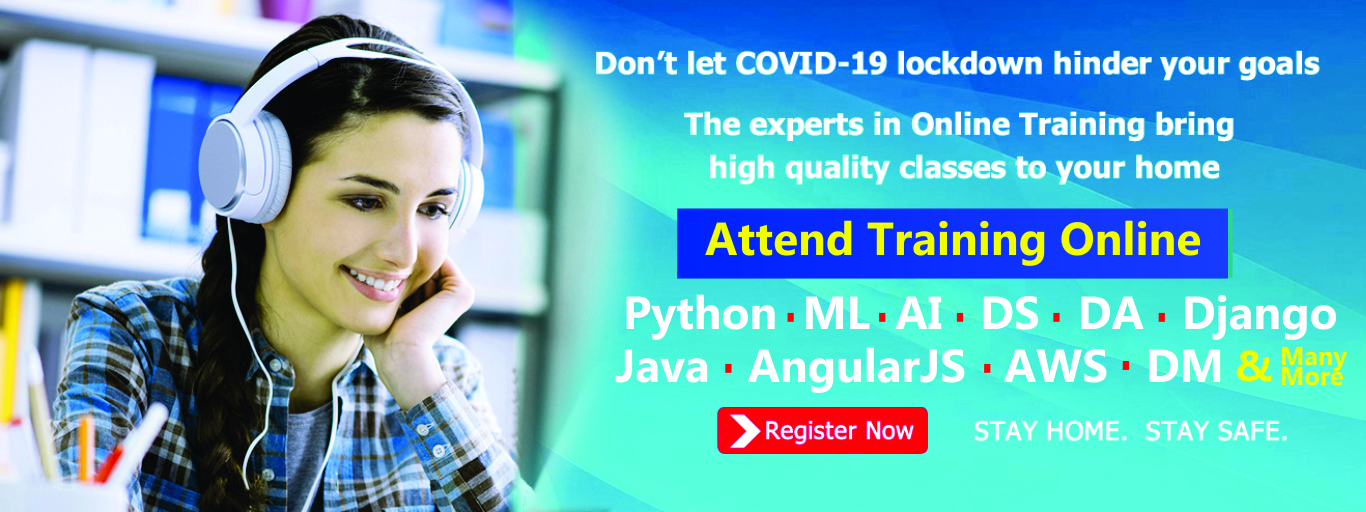 Don't let COVID-19 lockdown hinder your goals
The experts in Online Training bring
high quality classes to your home
Attend Training Online
Python · ML · AI · DS · DA · Django
Java · AngularJS · AWS · DM & Many More
Register Now
STAY HOME. STAY SAFE.